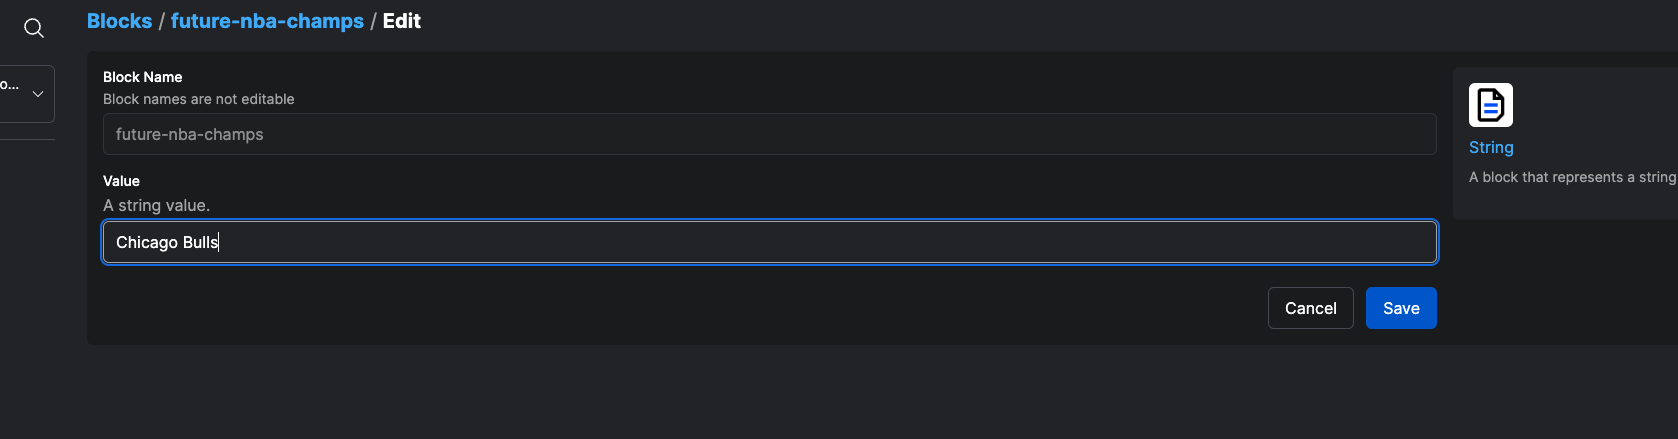 Blocks / future-nba-champs / Edit
o...
Block Name
Block names are not editable
future-nba-champs
Value
A string value.
Chicago Bulls
Cancel
Save
String
A block that represents a string